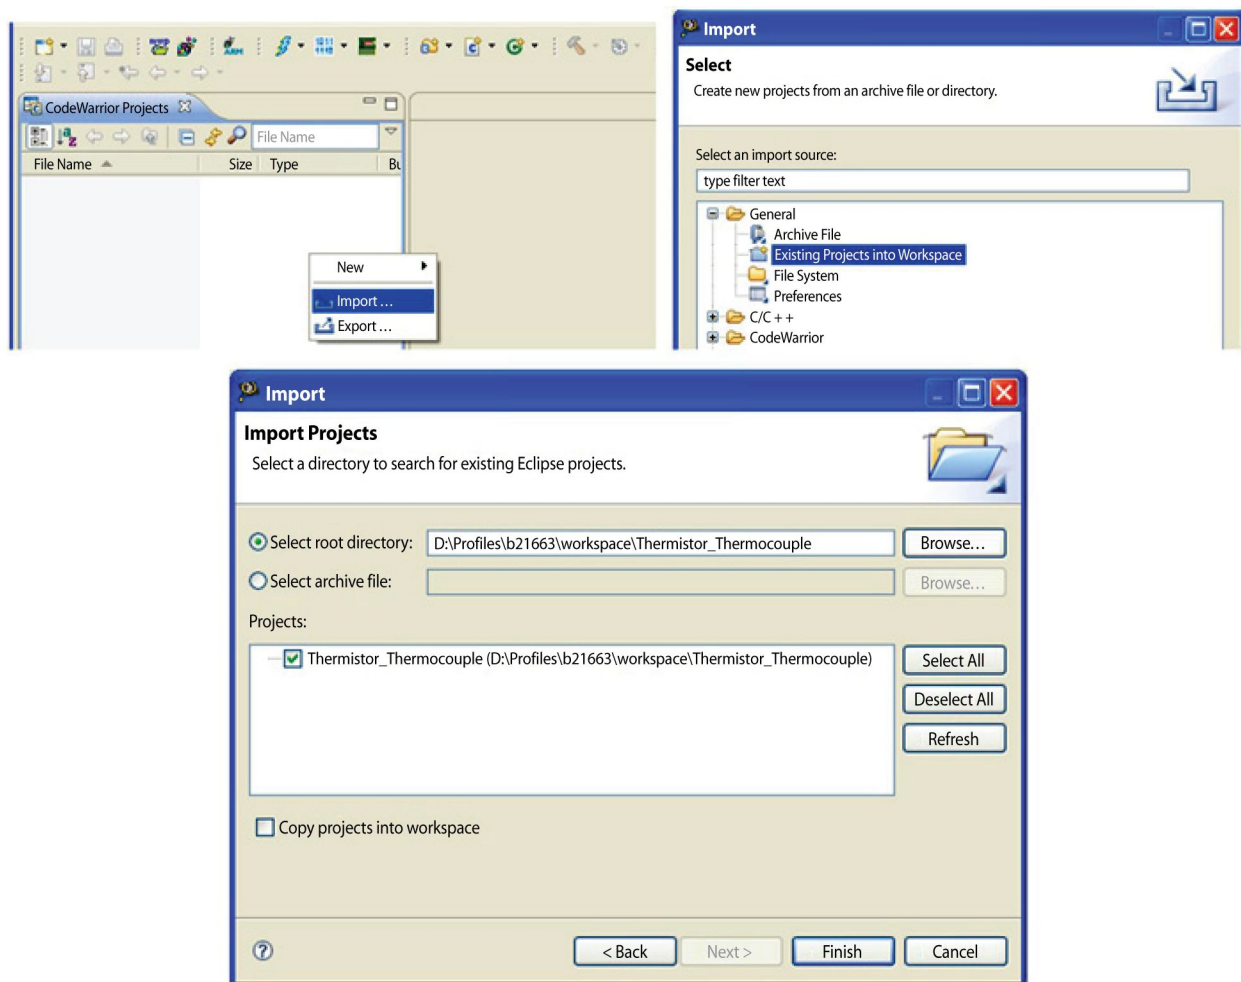 CodeWarrior Projects
File Name
File Name Size Type Bu
New
Import ...
Export ...
Import
Select
Create new projects from an archive file or directory.
Select an import source:
type filter text
General
Archive File
Existing Projects into Workspace
File System
Preferences
C/C + +
CodeWarrior
Import
Import Projects
Select a directory to search for existing Eclipse projects.
Select root directory: D:\Profiles\b21663\workspace\Thermistor_Thermocouple Browse...
Select archive file: Browse...
Projects:
Thermistor_Thermocouple (D:\Profiles\b21663\workspace\Thermistor_Thermocouple)
Select All
Deselect All
Refresh
Copy projects into workspace
? < Back Next > Finish Cancel